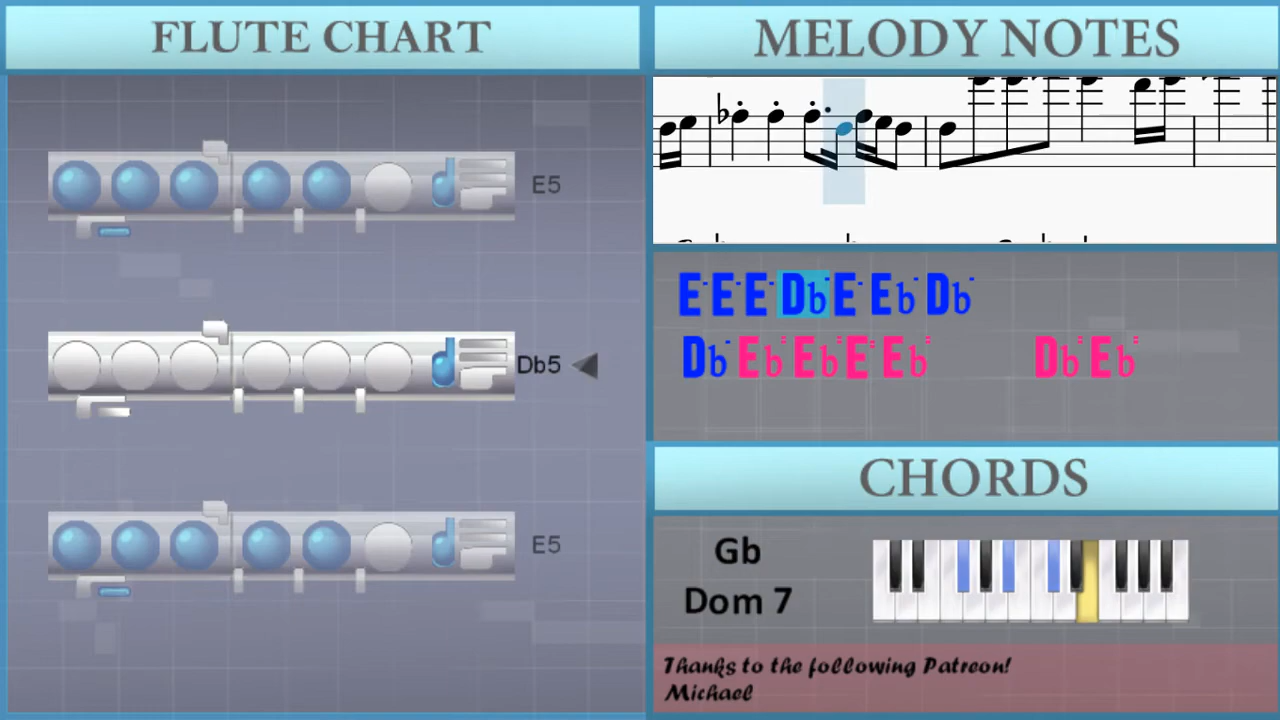 FLUTE CHART
E5
Db5
E5
MELODY NOTES
E˙ E˙ E˙ Db˙ E˙ Eb˙ Db˙
Db˙ Eb¨ Eb¨ E¨ Eb¨ Db¨ Eb¨
CHORDS
Gb
Dom 7
Thanks to the following Patreon!
Michael